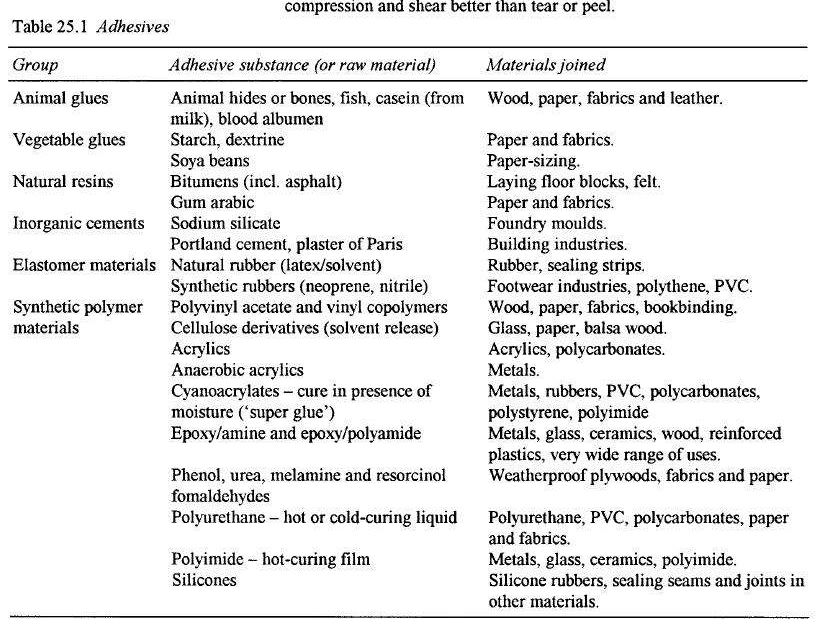 compression and shear better than tear or peel.
Table 25.1 Adhesives
Group Adhesive substance (or raw material) Materials joined
Animal glues Animal hides or bones, fish, casein (from Wood, paper, fabrics and leather.
milk), blood albumen
Vegetable glues Starch, dextrine Paper and fabrics.
Soya beans Paper-sizing.
Natural resins Bitumens (incl. asphalt) Laying floor blocks, felt.
Gum arabic Paper and fabrics.
Inorganic cements Sodium silicate Foundry moulds.
Portland cement, plaster of Paris Building industries.
Elastomer materials Natural rubber (latex/solvent) Rubber, sealing strips.
Synthetic rubbers (neoprene, nitrile) Footwear industries, polythene, PVC.
Synthetic polymer Polyvinyl acetate and vinyl copolymers Wood, paper, fabrics, bookbinding.
materials Cellulose derivatives (solvent release) Glass, paper, balsa wood.
Acrylics Acrylics, polycarbonates.
Anaerobic acrylics Metals.
Cyanoacrylates – cure in presence of Metals, rubbers, PVC, polycarbonates,
moisture (‘super glue’) polystyrene, polyimide
Epoxy/amine and epoxy/polyamide Metals, glass, ceramics, wood, reinforced
plastics, very wide range of uses.
Phenol, urea, melamine and resorcinol Weatherproof plywoods, fabrics and paper.
fomaldehydes
Polyurethane – hot or cold-curing liquid Polyurethane, PVC, polycarbonates, paper
and fabrics.
Polyimide – hot-curing film Metals, glass, ceramics, polyimide.
Silicones Silicone rubbers, sealing seams and joints in
other materials.